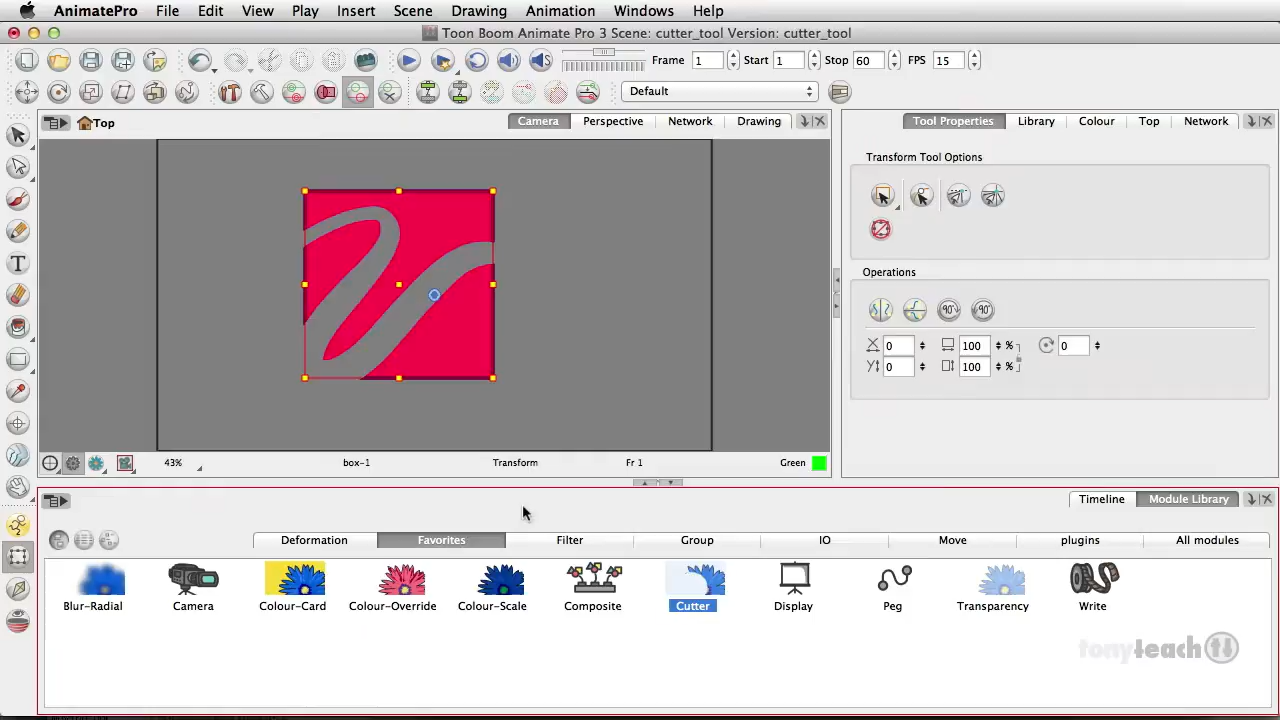 AnimatePro File Edit View Play Insert Scene Drawing Animation Windows Help
Toon Boom Animate Pro 3 Scene: cutter_tool Version: cutter_tool
Frame 1 Start 1 Stop 60 FPS 15
Default
Top Camera Perspective Network Drawing
Tool Properties Library Colour Top Network
Transform Tool Options
T
Operations
90° 90°
X 0 100 % 0
Y 0 100 %
43% box-1 Transform Fr 1 Green
Timeline Module Library
Deformation Favorites Filter Group IO Move plugins All modules
Blur-Radial Camera Colour-Card Colour-Override Colour-Scale Composite Cutter Display Peg Transparency Write
tonyteach